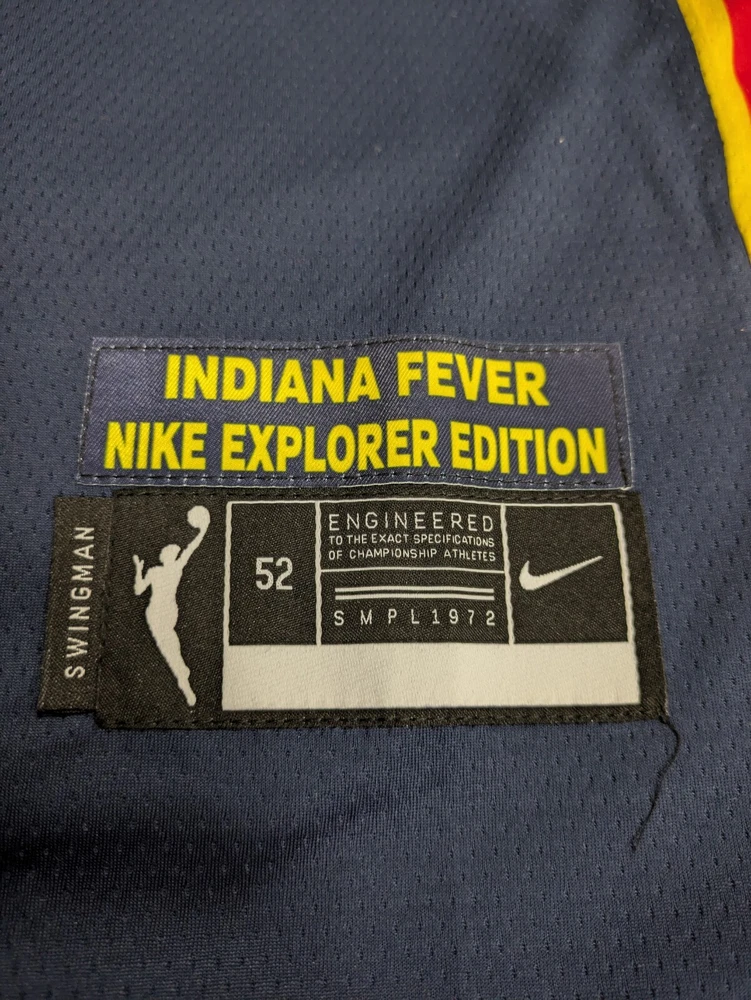 INDIANA FEVER
NIKE EXPLORER EDITION
SWINGMAN
52
ENGINEERED
TO THE EXACT SPECIFICATIONS
OF CHAMPIONSHIP ATHLETES
SMPL1972